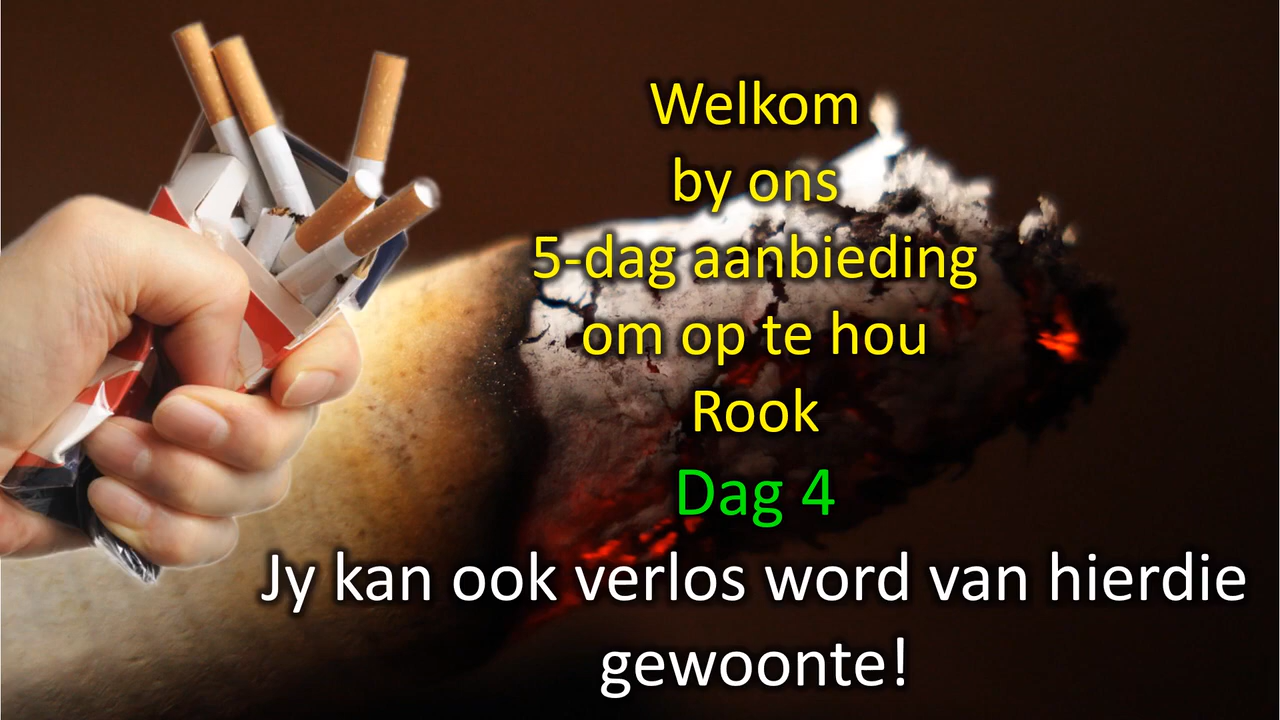 Welkom
by ons
5-dag aanbieding
om op te hou
Rook
Dag 4
Jy kan ook verlos word van hierdie
gewoonte!